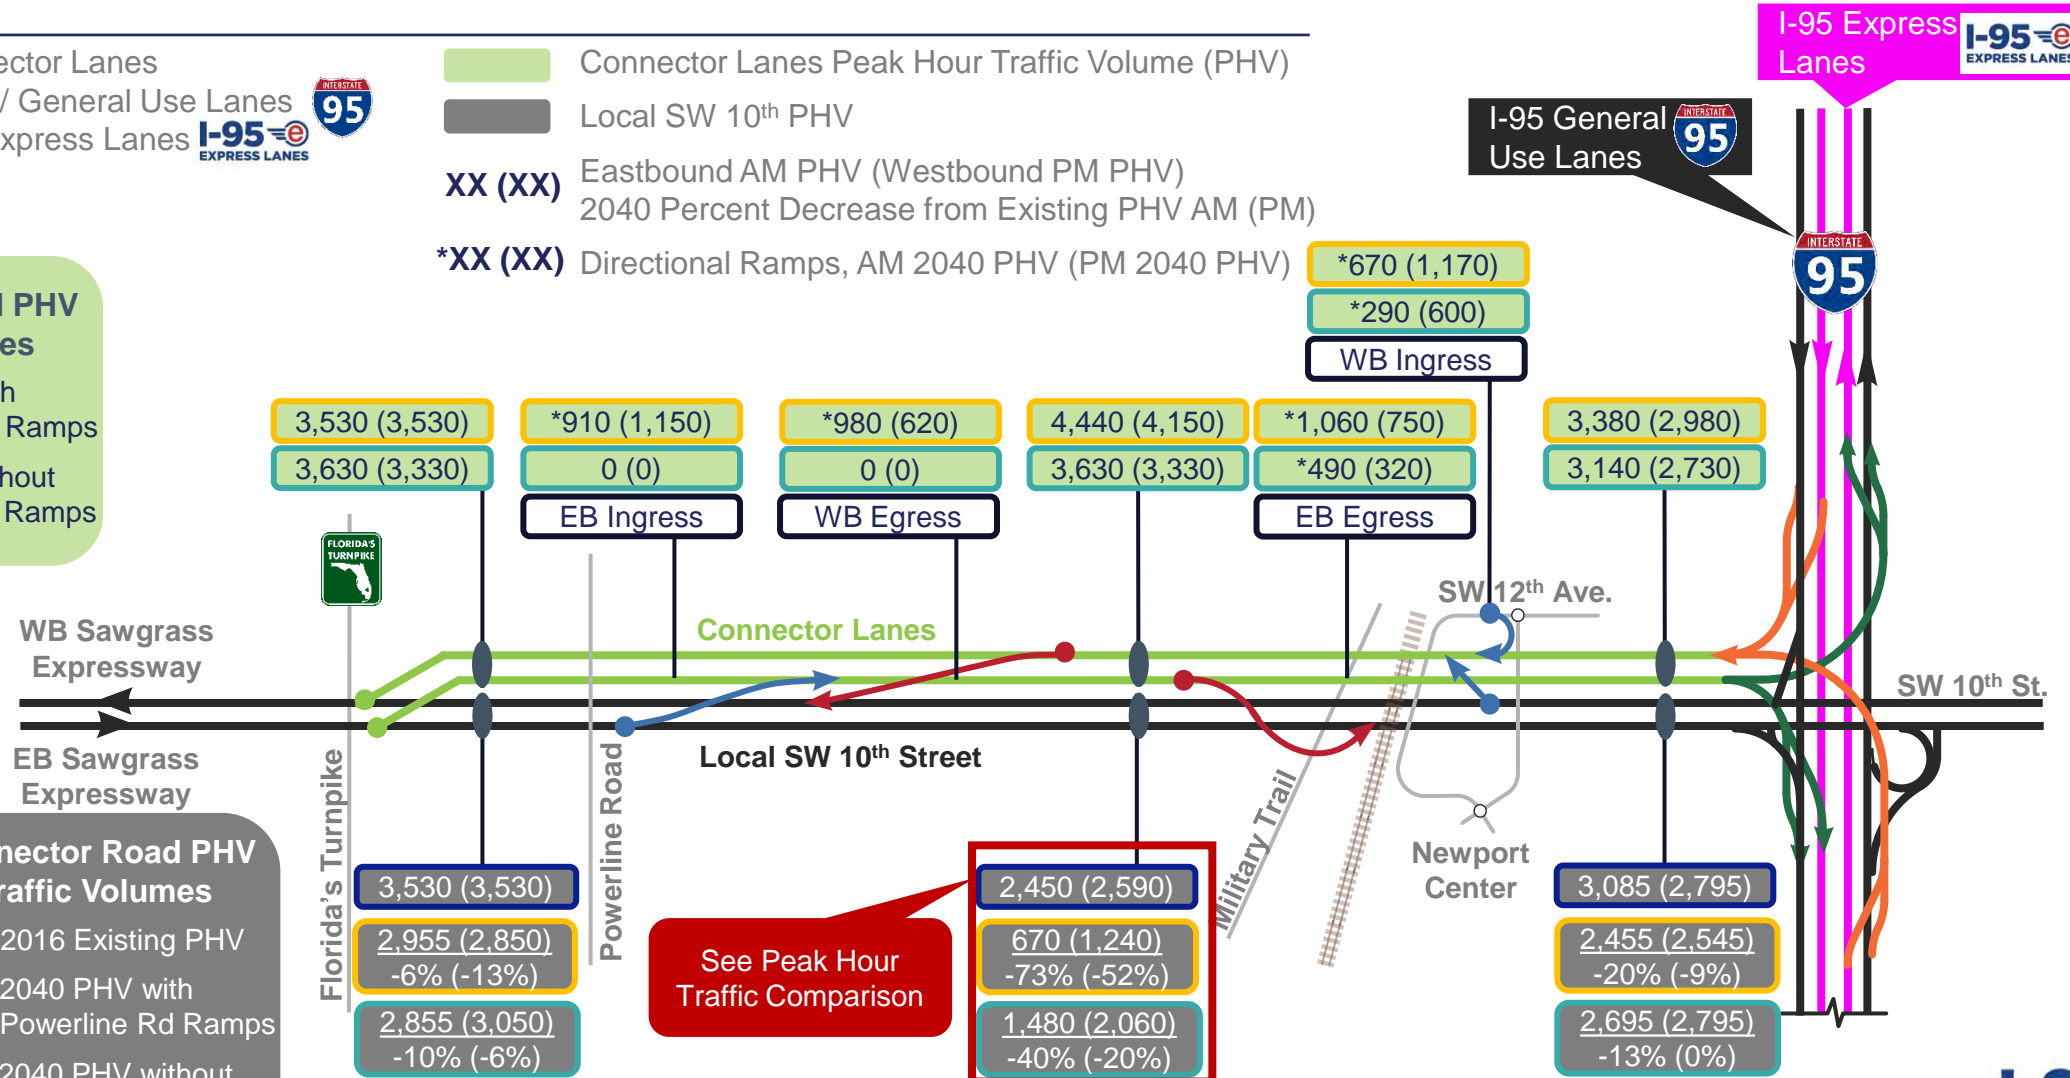 I-95 Express
Lanes
I-95 e
EXPRESS LANES
ector Lanes
/ General Use Lanes
xpress Lanes
INTERSTATE
95
I-95 e
EXPRESS LANES
Connector Lanes Peak Hour Traffic Volume (PHV)
Local SW 10th PHV
XX (XX)
Eastbound AM PHV (Westbound PM PHV)
2040 Percent Decrease from Existing PHV AM (PM)
*XX (XX)
Directional Ramps, AM 2040 PHV (PM 2040 PHV)
I-95 General
Use Lanes
INTERSTATE
95
INTERSTATE
95
PHV
es
h
Ramps
hout
Ramps
*670 (1,170)
*290 (600)
WB Ingress
3,530 (3,530)
3,630 (3,330)
*910 (1,150)
0 (0)
EB Ingress
*980 (620)
0 (0)
WB Egress
4,440 (4,150)
3,630 (3,330)
*1,060 (750)
*490 (320)
EB Egress
3,380 (2,980)
3,140 (2,730)
FLORIDA'S
TURNPIKE
SW 12th Ave.
WB Sawgrass
Expressway
Connector Lanes
SW 10th St.
EB Sawgrass
Expressway
Local SW 10th Street
Florida's Turnpike
Powerline Road
Military Trail
Newport
Center
nector Road PHV
raffic Volumes
2016 Existing PHV
2040 PHV with
Powerline Rd Ramps
2040 PHV without
3,530 (3,530)
2,955 (2,850)
-6% (-13%)
2,855 (3,050)
-10% (-6%)
See Peak Hour
Traffic Comparison
2,450 (2,590)
670 (1,240)
-73% (-52%)
1,480 (2,060)
-40% (-20%)
3,085 (2,795)
2,455 (2,545)
-20% (-9%)
2,695 (2,795)
-13% (0%)